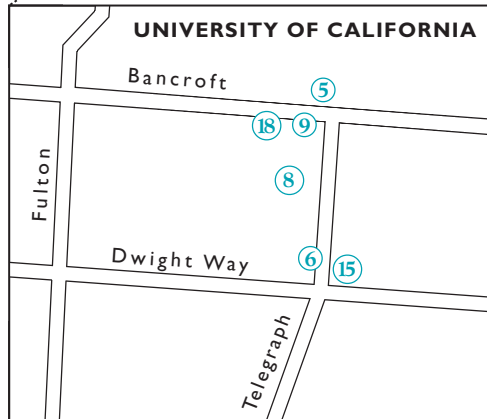 UNIVERSITY OF CALIFORNIA
Bancroft
5
18
9
8
Fulton
Dwight Way
6
15
Telegraph